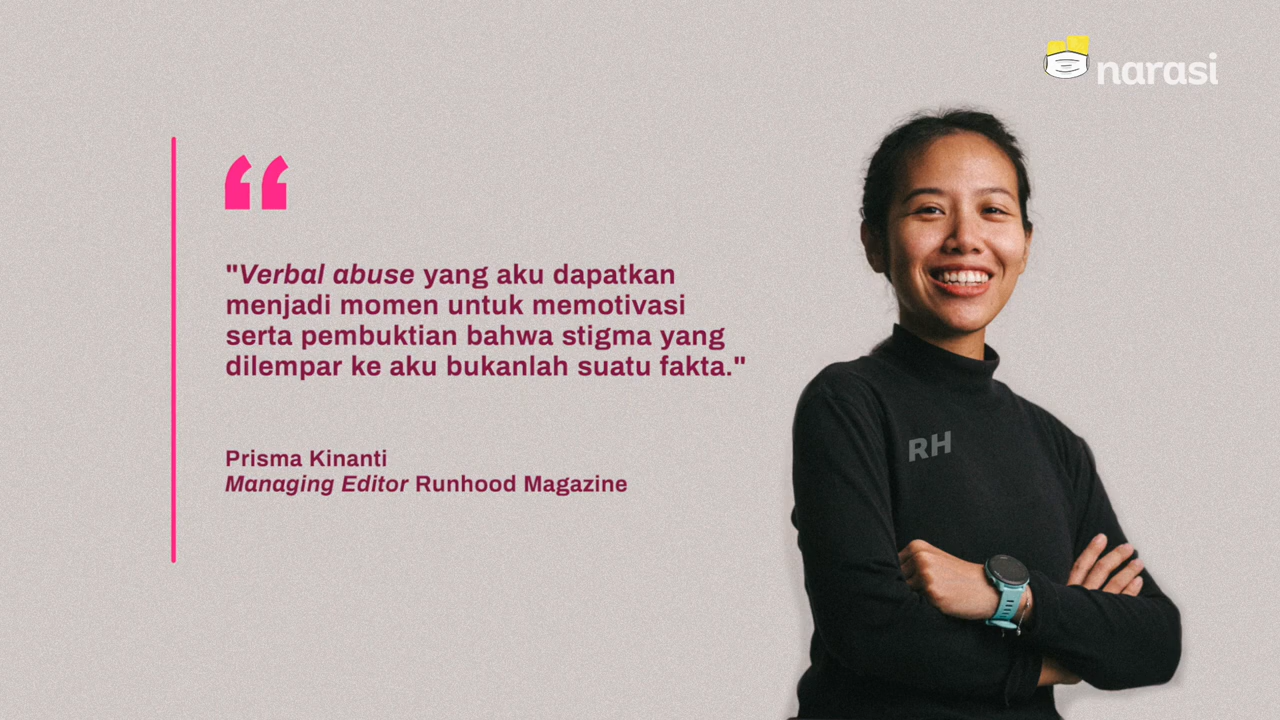 narasi
"Verbal abuse yang aku dapatkan
menjadi momen untuk memotivasi
serta pembuktian bahwa stigma yang
dilempar ke aku bukanlah suatu fakta."
Prisma Kinanti
Managing Editor Runhood Magazine
RH